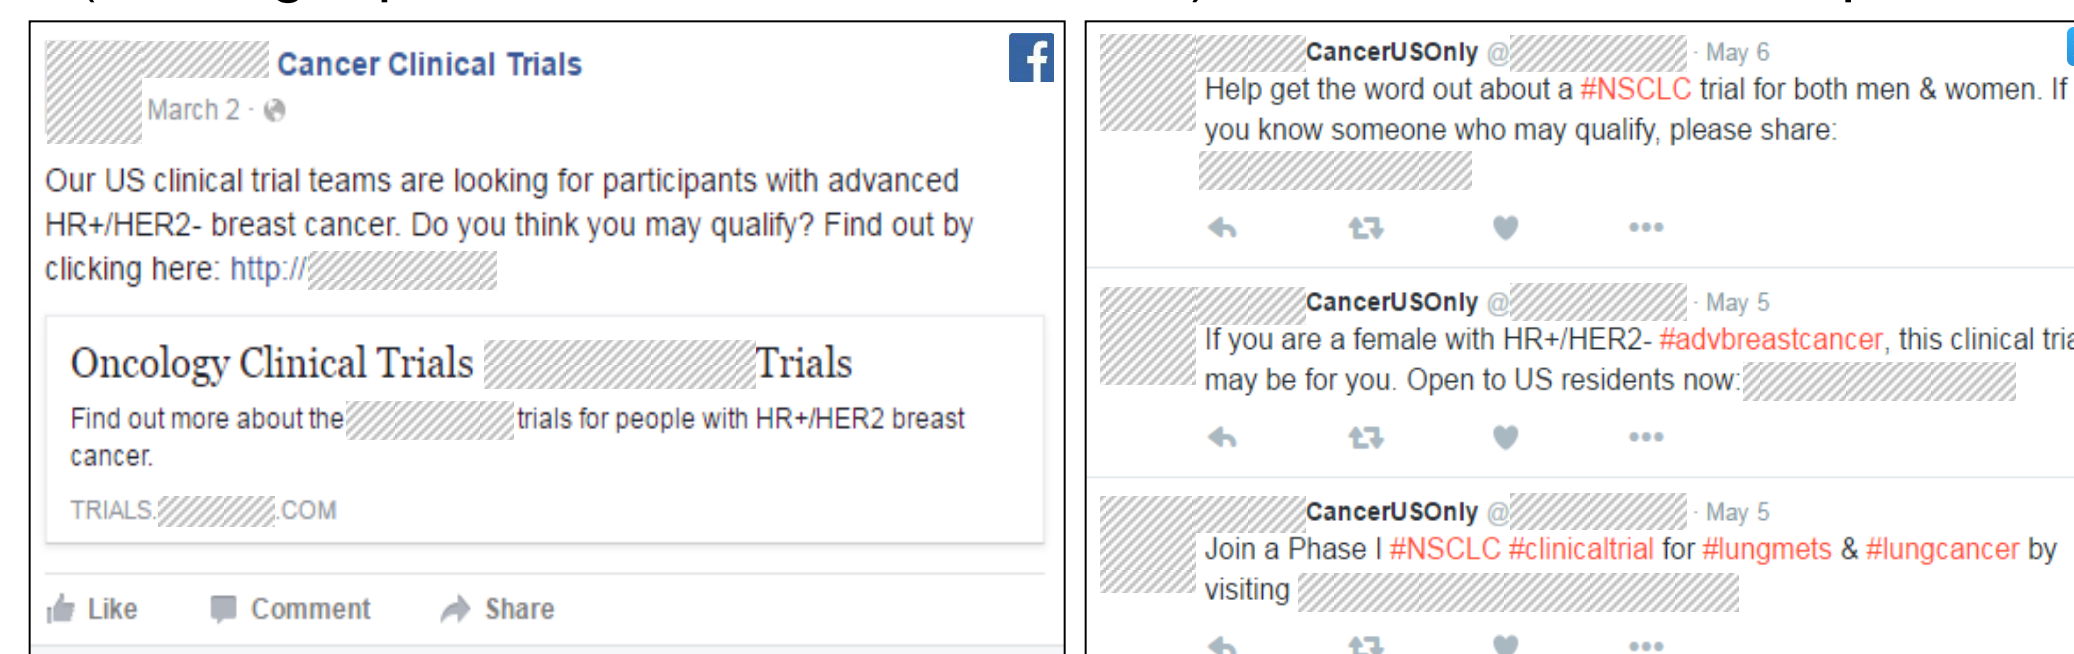 Cancer Clinical Trials
March 2 ·
Our US clinical trial teams are looking for participants with advanced
HR+/HER2- breast cancer. Do you think you may qualify? Find out by
clicking here: http://
Oncology Clinical Trials Trials
Find out more about the trials for people with HR+/HER2 breast
cancer.
TRIALS. .COM
Like Comment Share
CancerUSOnly @ · May 6
Help get the word out about a #NSCLC trial for both men & women. If
you know someone who may qualify, please share:
CancerUSOnly @ · May 5
If you are a female with HR+/HER2- #advbreastcancer, this clinical
may be for you. Open to US residents now:
CancerUSOnly @ · May 5
Join a Phase I #NSCLC #clinicaltrial for #lungmets & #lungcancer by
visiting